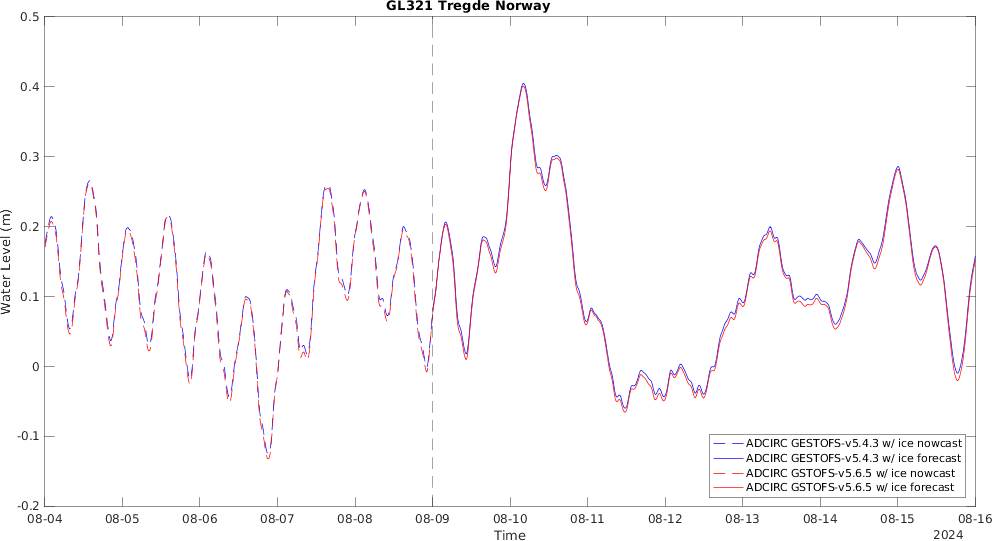 GL321 Tregde Norway
0.5
0.4
0.3
0.2
0.1
0
-0.1
-0.2
Water Level (m)
ADCIRC GESTOFS-v5.4.3 w/ ice nowcast
ADCIRC GESTOFS-v5.4.3 w/ ice forecast
ADCIRC GSTOFS-v5.6.5 w/ ice nowcast
ADCIRC GSTOFS-v5.6.5 w/ ice forecast
08-04 08-05 08-06 08-07 08-08 08-09 08-10 08-11 08-12 08-13 08-14 08-15 08-16
Time
2024